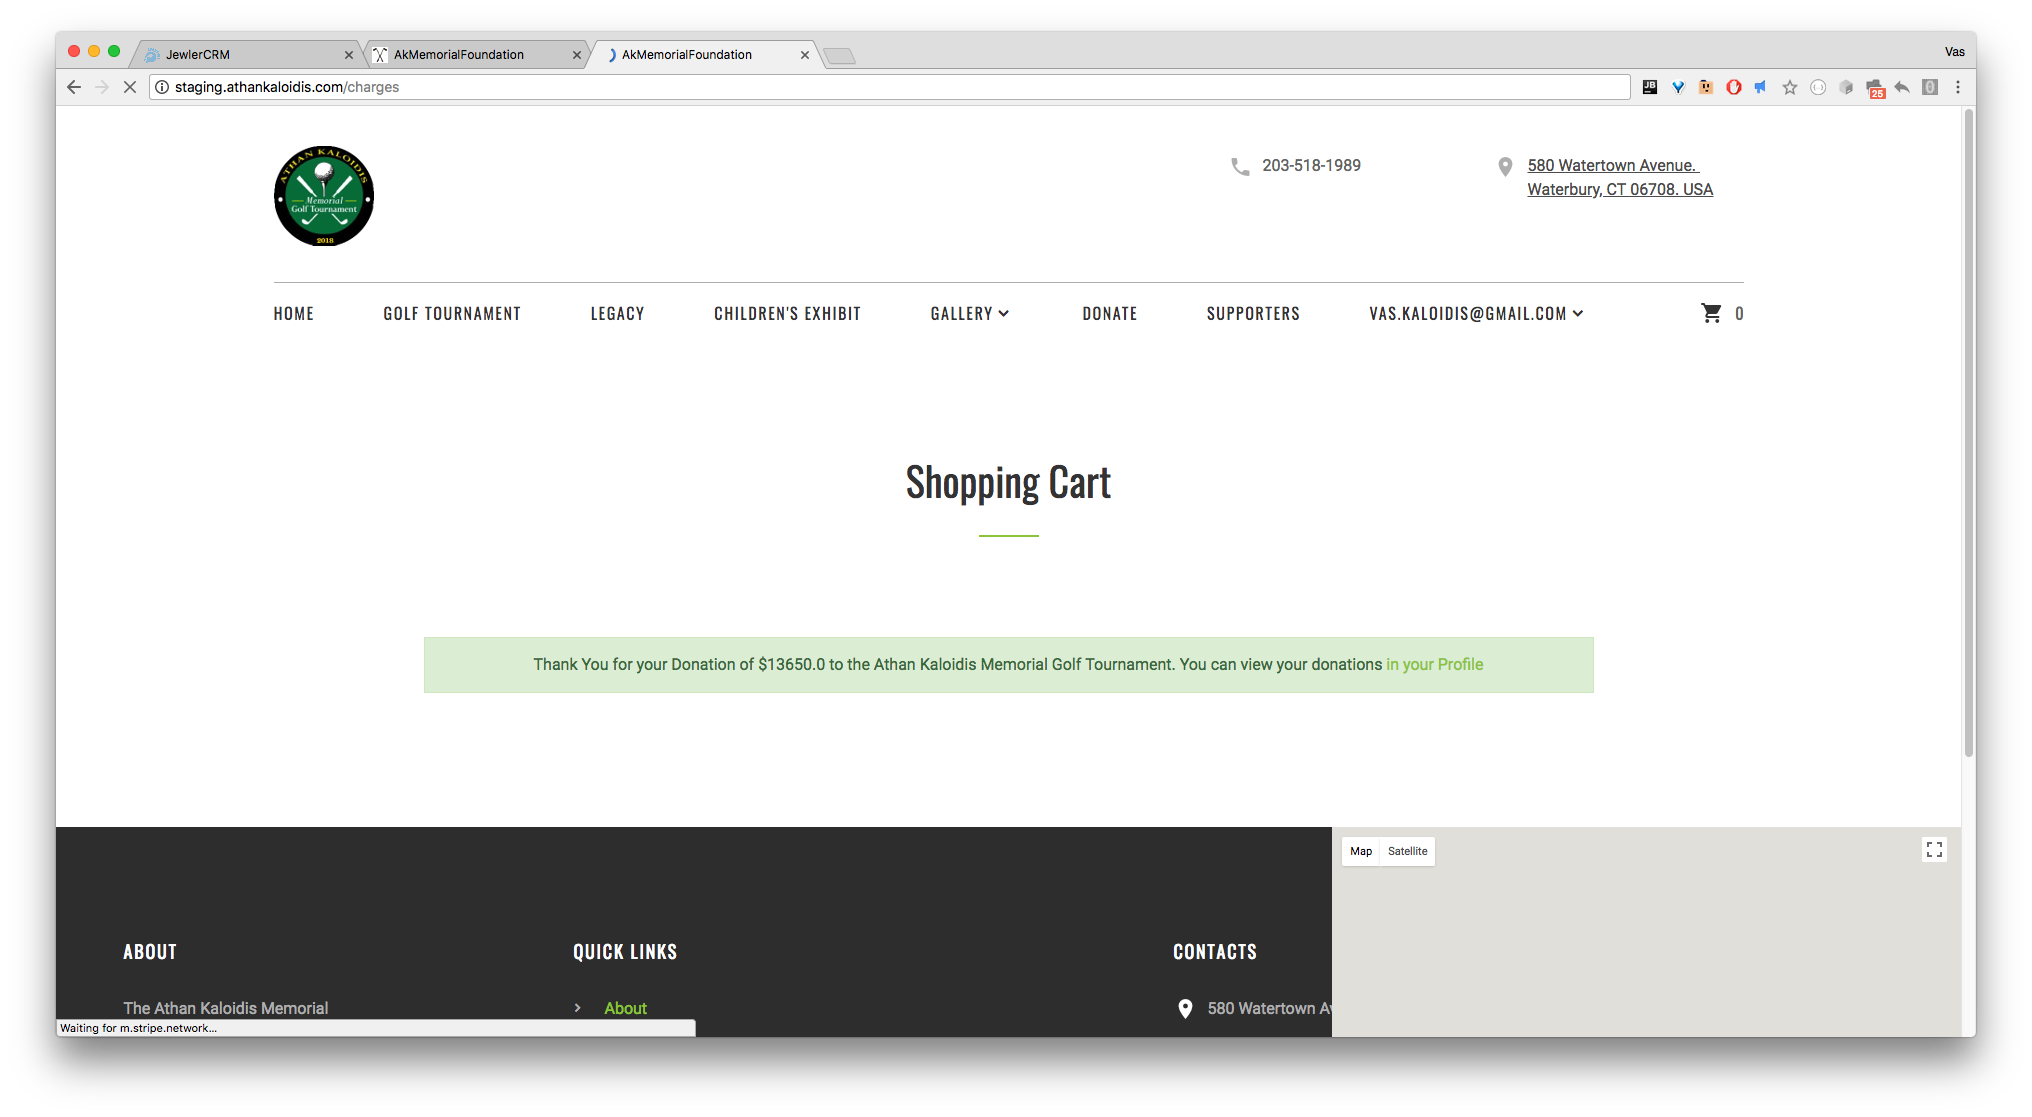 JewlerCRM
AkMemorialFoundation
AkMemorialFoundation
Vas
staging.athankaloidis.com/charges
JB
25
0
ATHAN KALOIDIS
Memorial
Golf Tournament
2018
203-518-1989
580 Watertown Avenue.
Waterbury, CT 06708. USA
HOME
GOLF TOURNAMENT
LEGACY
CHILDREN'S EXHIBIT
GALLERY
DONATE
SUPPORTERS
VAS.KALOIDIS@GMAIL.COM
0
Shopping Cart
Thank You for your Donation of $13650.0 to the Athan Kaloidis Memorial Golf Tournament. You can view your donations in your Profile
Map
Satellite
ABOUT
QUICK LINKS
CONTACTS
The Athan Kaloidis Memorial
About
580 Watertown Av
Waiting for m.stripe.network...